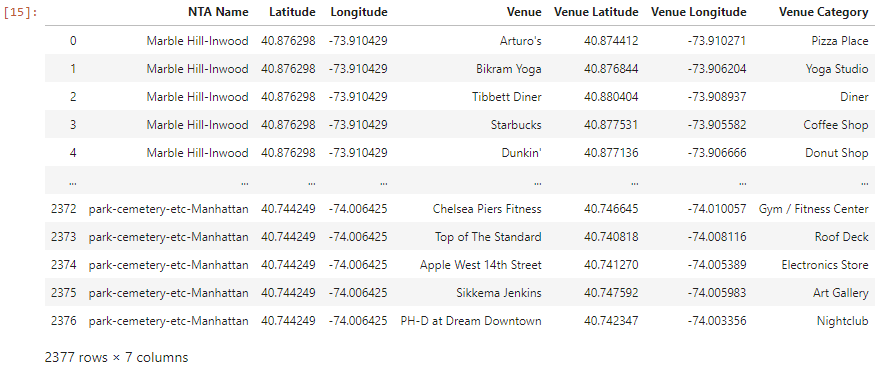 [15]: NTA Name Latitude Longitude Venue Venue Latitude Venue Longitude Venue Category
0 Marble Hill-Inwood 40.876298 -73.910429 Arturo's 40.874412 -73.910271 Pizza Place
1 Marble Hill-Inwood 40.876298 -73.910429 Bikram Yoga 40.876844 -73.906204 Yoga Studio
2 Marble Hill-Inwood 40.876298 -73.910429 Tibbett Diner 40.880404 -73.908937 Diner
3 Marble Hill-Inwood 40.876298 -73.910429 Starbucks 40.877531 -73.905582 Coffee Shop
4 Marble Hill-Inwood 40.876298 -73.910429 Dunkin' 40.877136 -73.906666 Donut Shop
... ... ... ... ... ... ... ...
2372 park-cemetery-etc-Manhattan 40.744249 -74.006425 Chelsea Piers Fitness 40.746645 -74.010057 Gym / Fitness Center
2373 park-cemetery-etc-Manhattan 40.744249 -74.006425 Top of The Standard 40.740818 -74.008116 Roof Deck
2374 park-cemetery-etc-Manhattan 40.744249 -74.006425 Apple West 14th Street 40.741270 -74.005389 Electronics Store
2375 park-cemetery-etc-Manhattan 40.744249 -74.006425 Sikkema Jenkins 40.747592 -74.005983 Art Gallery
2376 park-cemetery-etc-Manhattan 40.744249 -74.006425 PH-D at Dream Downtown 40.742347 -74.003356 Nightclub
2377 rows × 7 columns